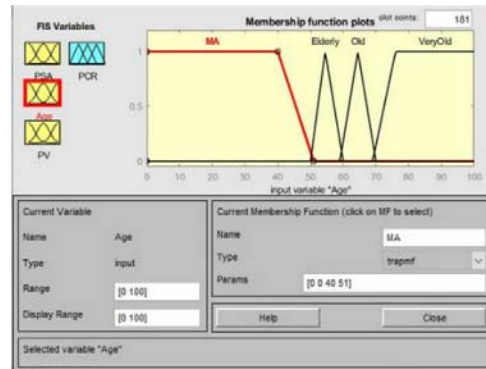 FIS Variables
Membership function plots plot points: 181
PSA PCR
Age
PV
MA Elderly Old VeryOld
1
0.5
0
0 10 20 30 40 50 60 70 80 90 100
input variable "Age"
Current Variable
Name Age
Type input
Range [0 100]
Display Range [0 100]
Current Membership Function (click on MF to select)
Name MA
Type trapmf
Params [0 0 40 51]
Help Close
Selected variable "Age"